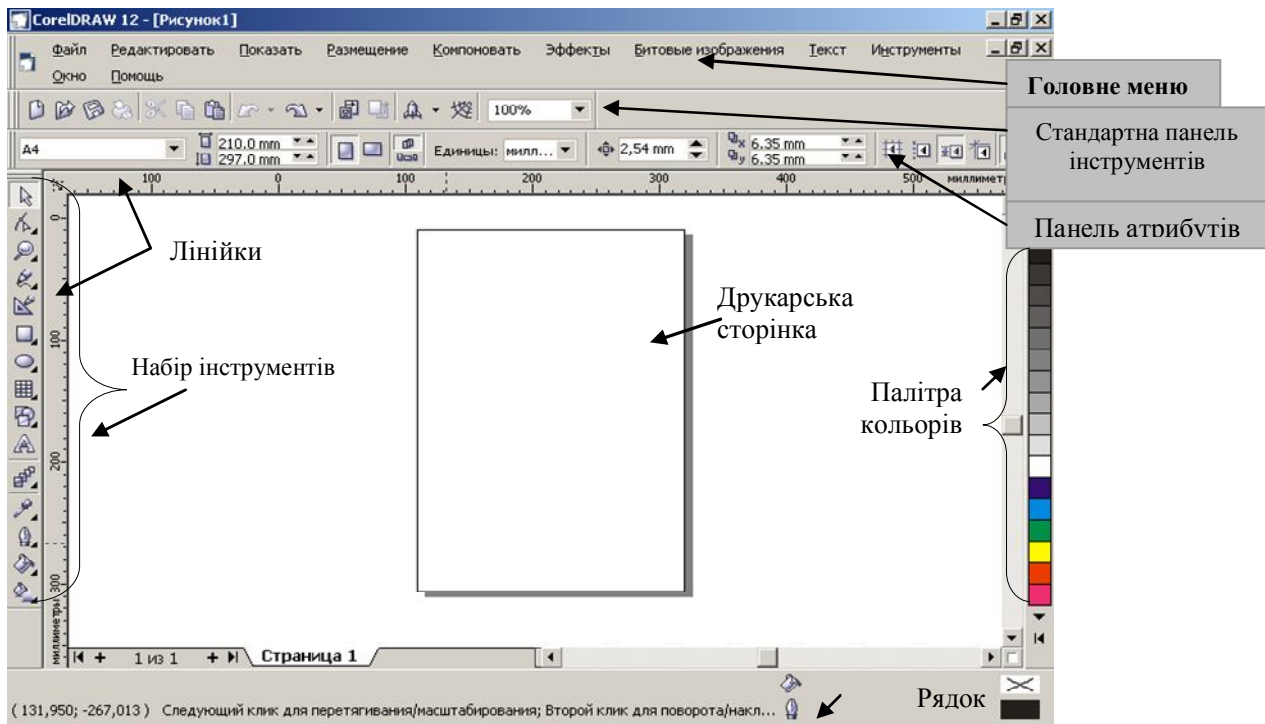 CorelDRAW 12 - [Рисунок1]
Файл Редактировать Показать Размещение Компоновать Эффекты Битовые изображения Текст Инструменты
Окно Помощь
Головне меню
100%
Стандартна панель
інструментів
A4 210.0 mm 297.0 mm Единицы: милл... 2,54 mm x 6.35 mm y 6.35 mm
Панель атрибутів
100 0 100 200 300 400 500 миллимет
Лінійки
0
100
200
300
миллиметры
Друкарська
сторінка
Набір інструментів
Палітра
кольорів
1 из 1 Страница 1
Рядок
( 131,950; -267,013 ) Следующий клик для перетягивания/масштабирования; Второй клик для поворота/накл...